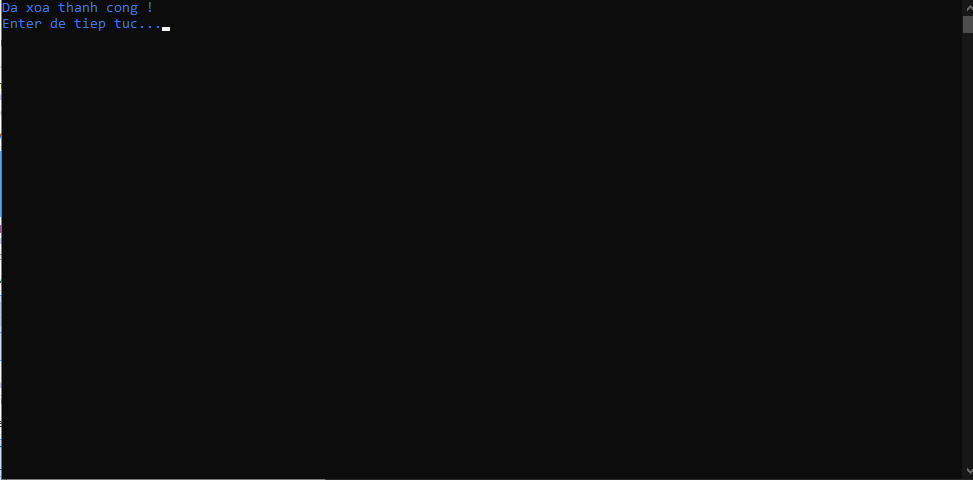 Da xoa thanh cong !
Enter de tiep tuc...